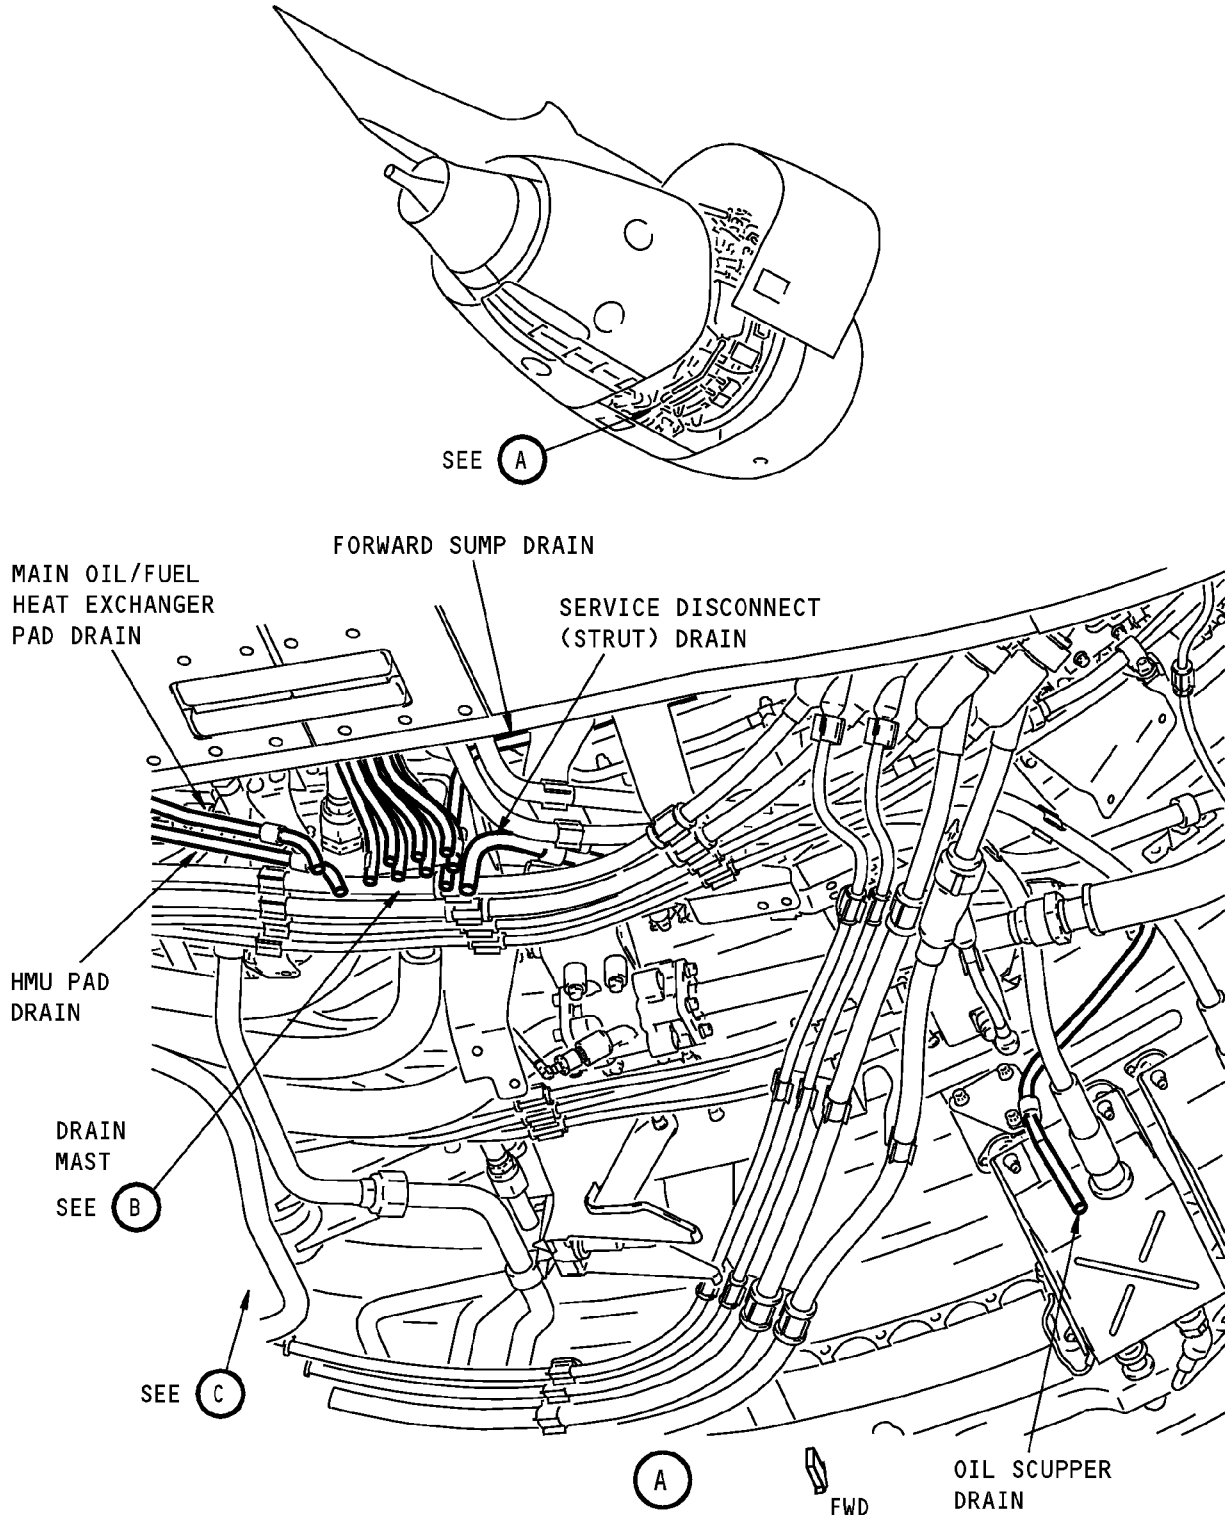 SEE A
FORWARD SUMP DRAIN
MAIN OIL/FUEL
HEAT EXCHANGER
PAD DRAIN
SERVICE DISCONNECT
(STRUT) DRAIN
HMU PAD
DRAIN
DRAIN
MAST
SEE B
SEE C
A
FWD
OIL SCUPPER
DRAIN